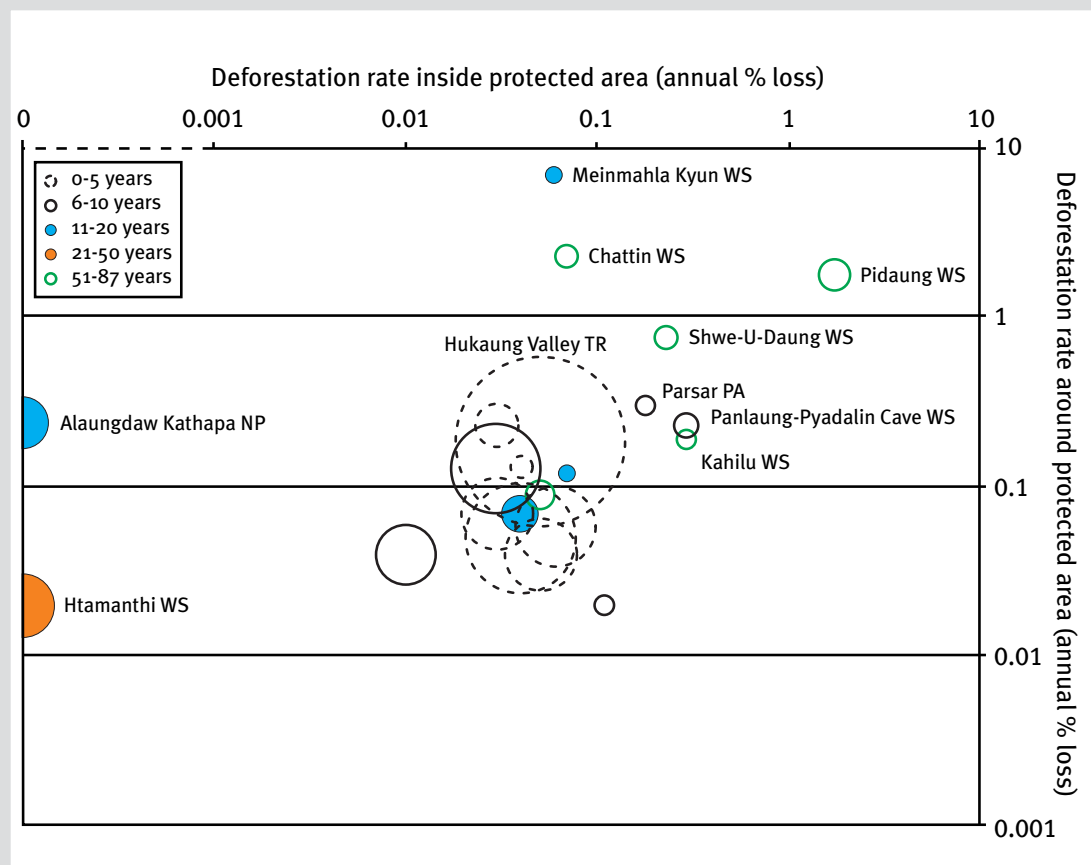 Deforestation rate inside protected area (annual % loss)
0 0.001 0.01 0.1 1 10
10
0-5 years
6-10 years
11-20 years
21-50 years
51-87 years
Meinmahla Kyun WS
Chattin WS
Pidaung WS
1
Shwe-U-Daung WS
Hukaung Valley TR
Parsar PA
Panlaung-Pyadalin Cave WS
Alaungdaw Kathapa NP
Kahilu WS
0.1
Htamanthi WS
0.01
0.001
Deforestation rate around protected area (annual % loss)